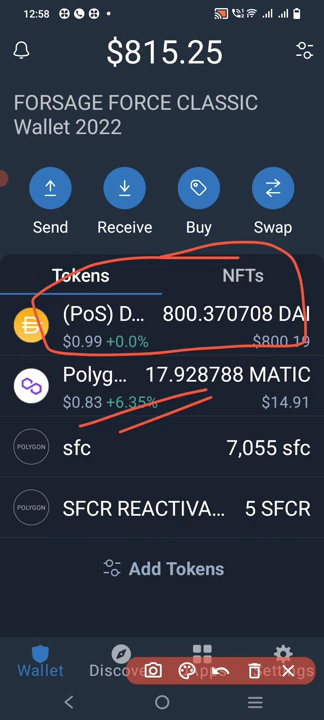 12:58
$815.25
FORSAGE FORCE CLASSIC
Wallet 2022
Send Receive Buy Swap
Tokens NFTs
(PoS) D... 800.370708 DAI
$0.99 +0.0% $800.19
Polyg... 17.928788 MATIC
$0.83 +6.35% $14.91
POLYGON sfc 7,055 sfc
POLYGON SFCR REACTIVA... 5 SFCR
Add Tokens
Wallet Settings